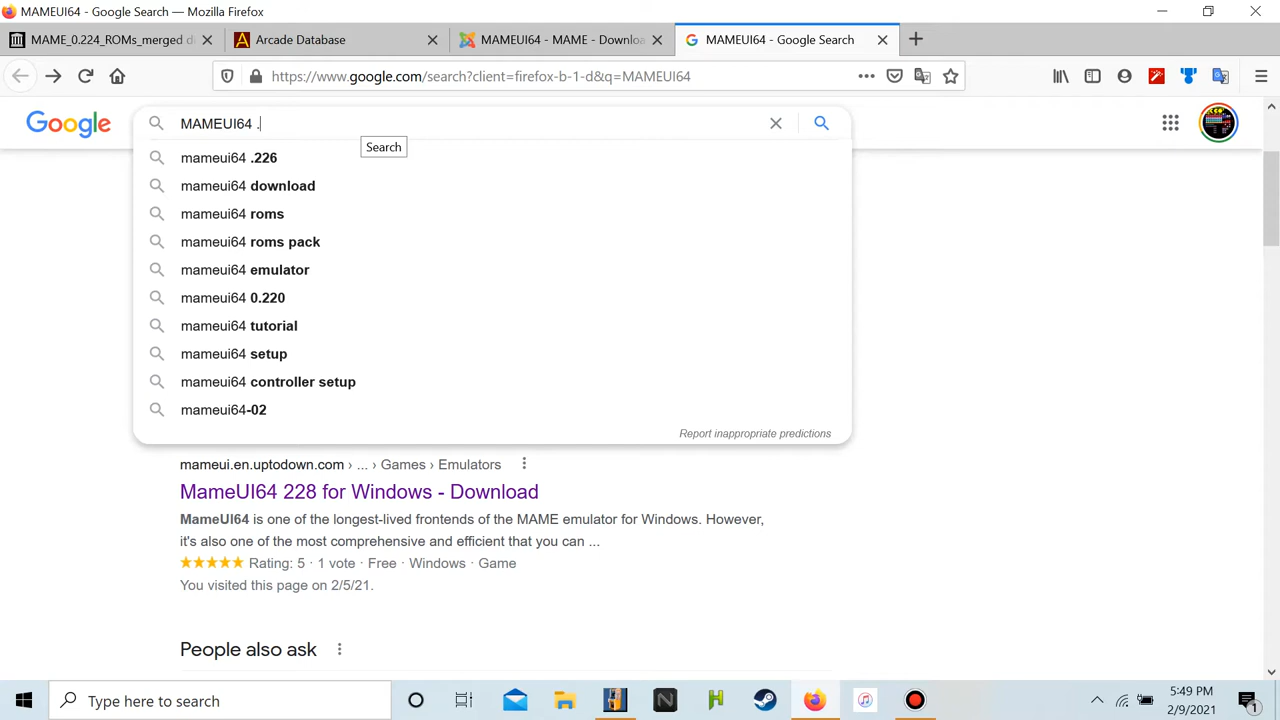 MAMEUI64 - Google Search — Mozilla Firefox
MAME_0.224_ROMs_merged d
Arcade Database
MAMEUI64 - MAME - Downloa
MAMEUI64 - Google Search
https://www.google.com/search?client=firefox-b-1-d&q=MAMEUI64
Google
MAMEUI64 .
Search
mameui64 .226
mameui64 download
mameui64 roms
mameui64 roms pack
mameui64 emulator
mameui64 0.220
mameui64 tutorial
mameui64 setup
mameui64 controller setup
mameui64-02
Report inappropriate predictions
mameui.en.uptodown.com › ... › Games › Emulators
MameUI64 228 for Windows - Download
MameUI64 is one of the longest-lived frontends of the MAME emulator for Windows. However,
it's also one of the most comprehensive and efficient that you can ...
Rating: 5 · 1 vote · Free · Windows · Game
You visited this page on 2/5/21.
People also ask
Type here to search
5:49 PM
2/9/2021
1